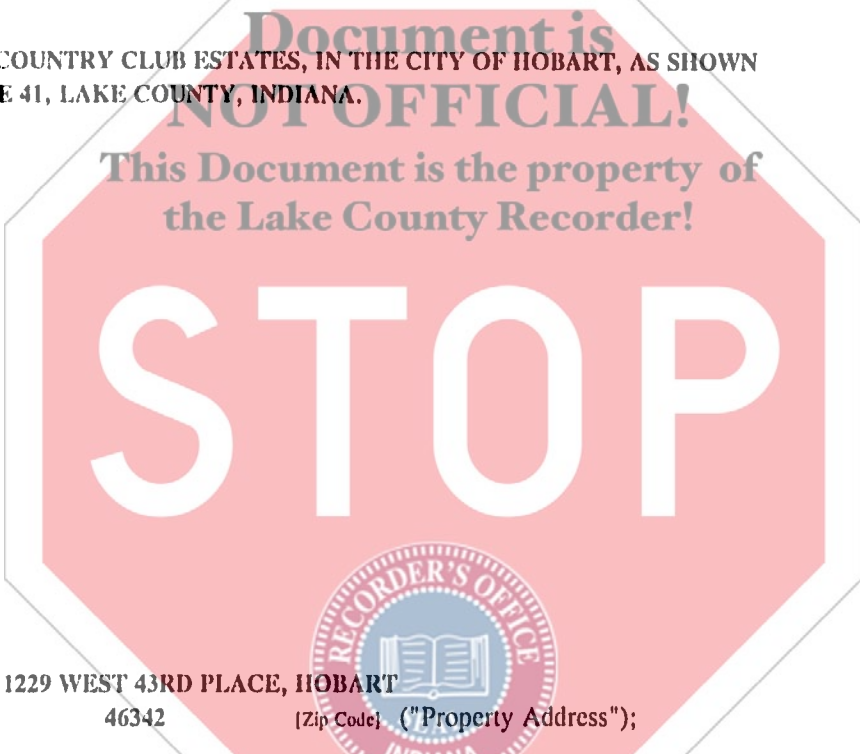 Document is
COUNTRY CLUB ESTATES, IN THE CITY OF HOBART, AS SHOWN
E 41, LAKE COUNTY, INDIANA.
NOT OFFICIAL!
This Document is the property of
the Lake County Recorder!
STOP
RECORDER'S OFFICE
1229 WEST 43RD PLACE, HOBART
46342 [Zip Code] ("Property Address");
SEAL
INDIANA